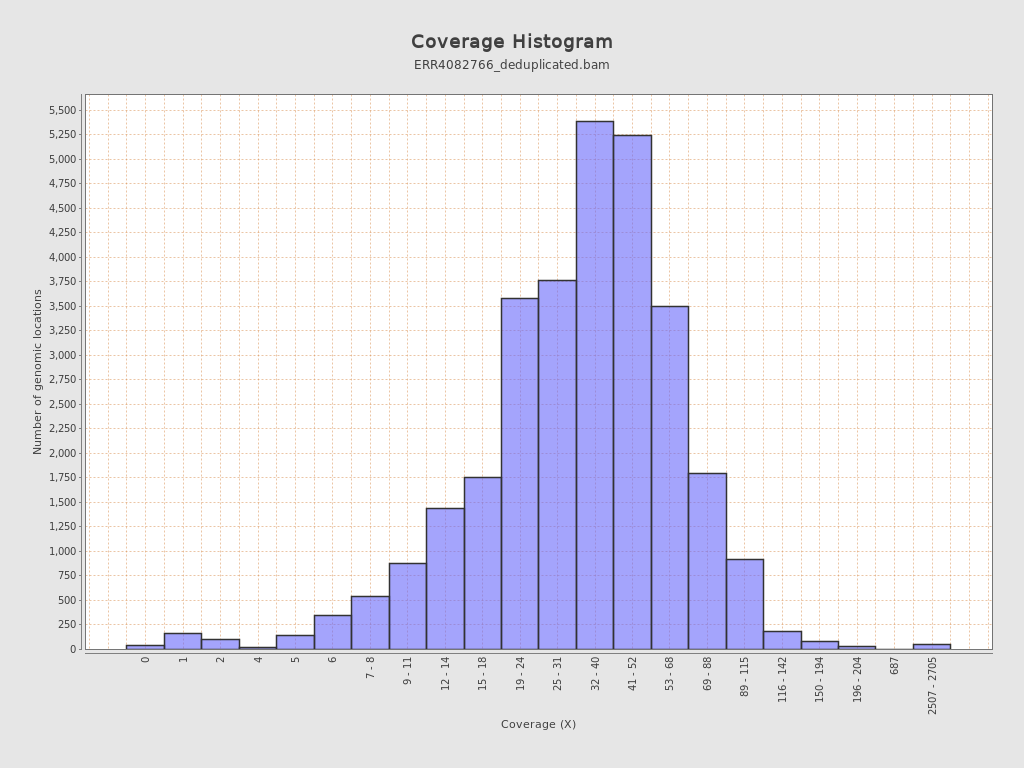 Coverage Histogram
ERR4082766_deduplicated.bam
Number of genomic locations
5,500
5,250
5,000
4,750
4,500
4,250
4,000
3,750
3,500
3,250
3,000
2,750
2,500
2,250
2,000
1,750
1,500
1,250
1,000
750
500
250
0
0
1
2
4
5
6
7 - 8
9 - 11
12 - 14
15 - 18
19 - 24
25 - 31
32 - 40
41 - 52
53 - 68
69 - 88
89 - 115
116 - 142
150 - 194
196 - 204
687
2507 - 2705
Coverage (X)